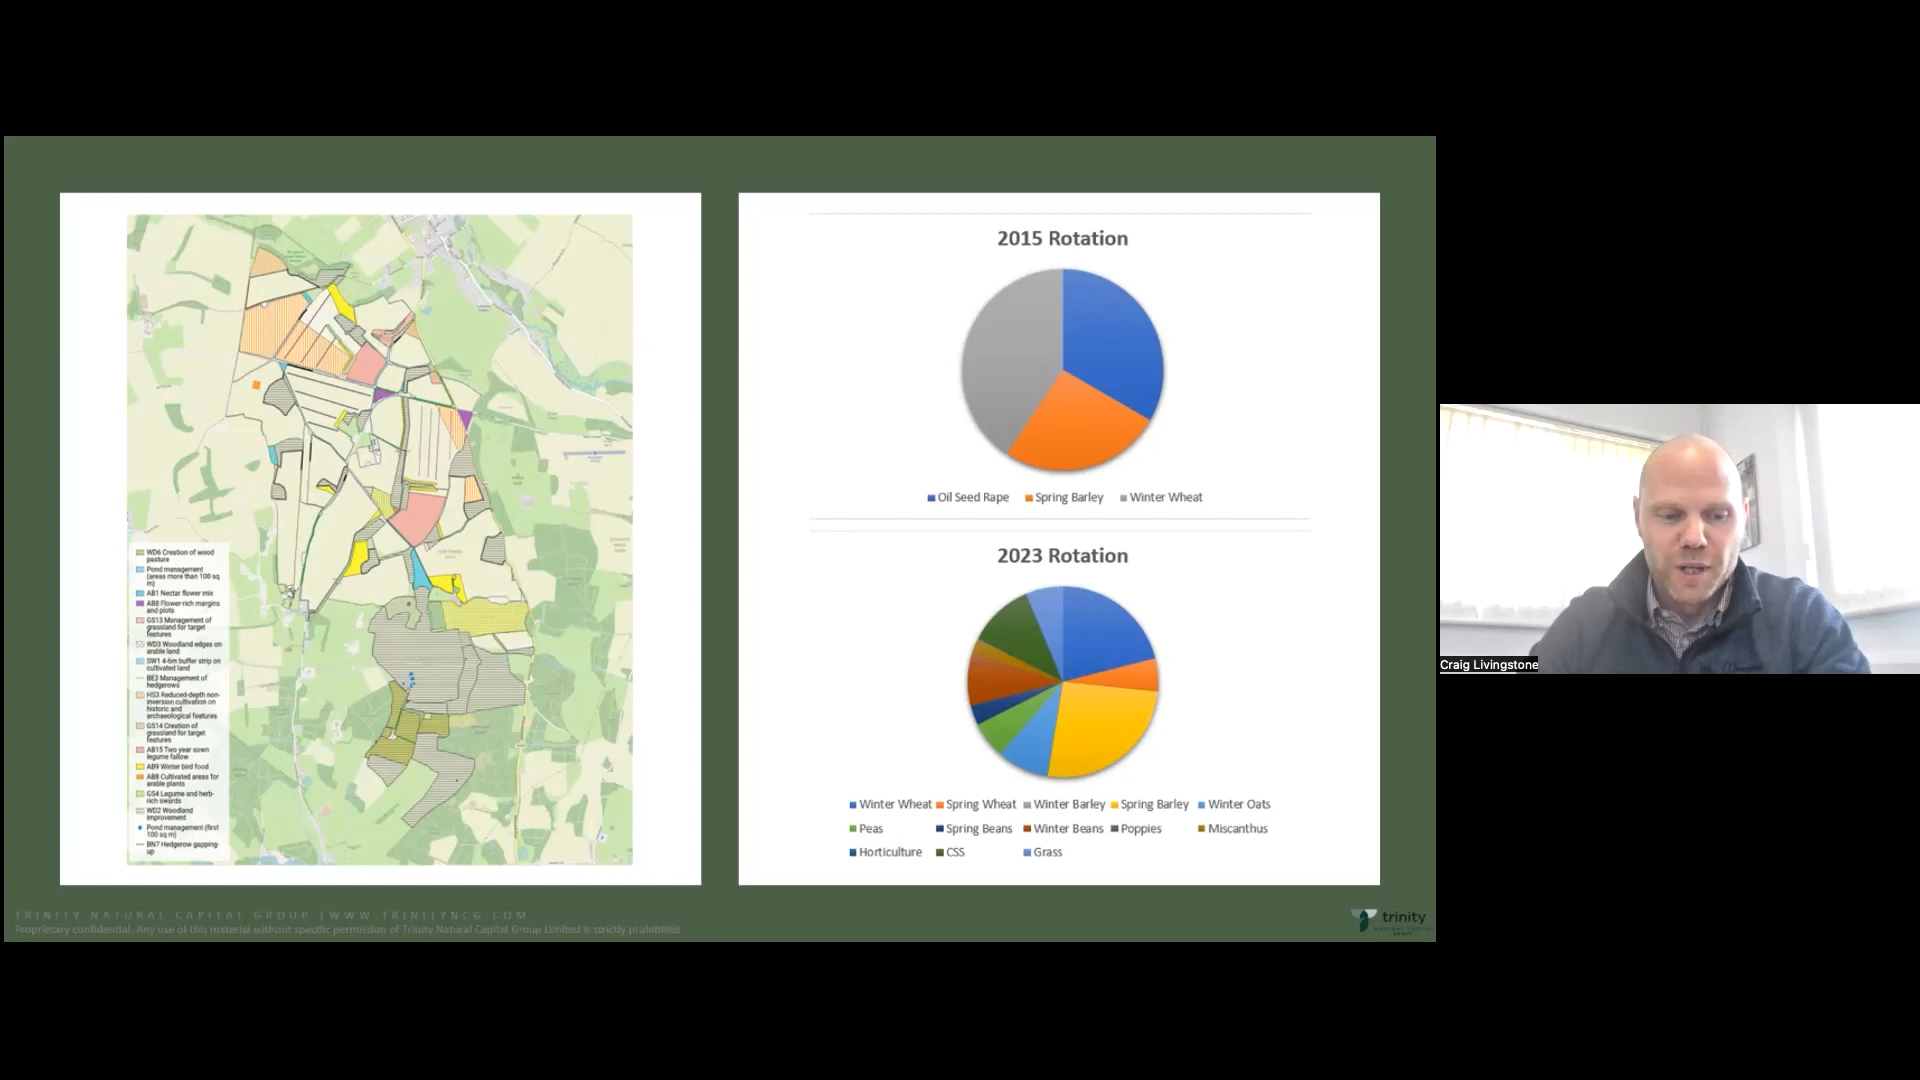 WD6 Creation of wood
pasture
Pond management
(areas more than 100 sq
m)
AB1 Nectar flower mix
AB8 Flower-rich margins
and plots
GS13 Management of
grassland for target
features
WD3 Woodland edges on
arable land
SW1 4-6m buffer strip on
cultivated land
BE3 Management of
hedgerows
HS3 Reduced-depth non-
inversion cultivation on
historic and
archaeological features
GS14 Creation of
grassland for target
features
AB15 Two year sown
legume fallow
AB9 Winter bird food
AB8 Cultivated areas for
arable plants
GS4 Legume and herb-
rich swards
WD2 Woodland
improvement
Pond management (first
100 sq m)
BN7 Hedgerow gapping-
up
2015 Rotation
Oil Seed Rape Spring Barley Winter Wheat
2023 Rotation
Winter Wheat Spring Wheat Winter Barley Spring Barley Winter Oats
Peas Spring Beans Winter Beans Poppies Miscanthus
Horticulture CSS Grass
TRINITY NATURAL CAPITAL GROUP | WWW.TRINITYNCG.COM
Proprietary confidential. Any use of this material without specific permission of Trinity Natural Capital Group Limited is strictly prohibited
trinity
NATURAL CAPITAL
GROUP
Craig Livingstone